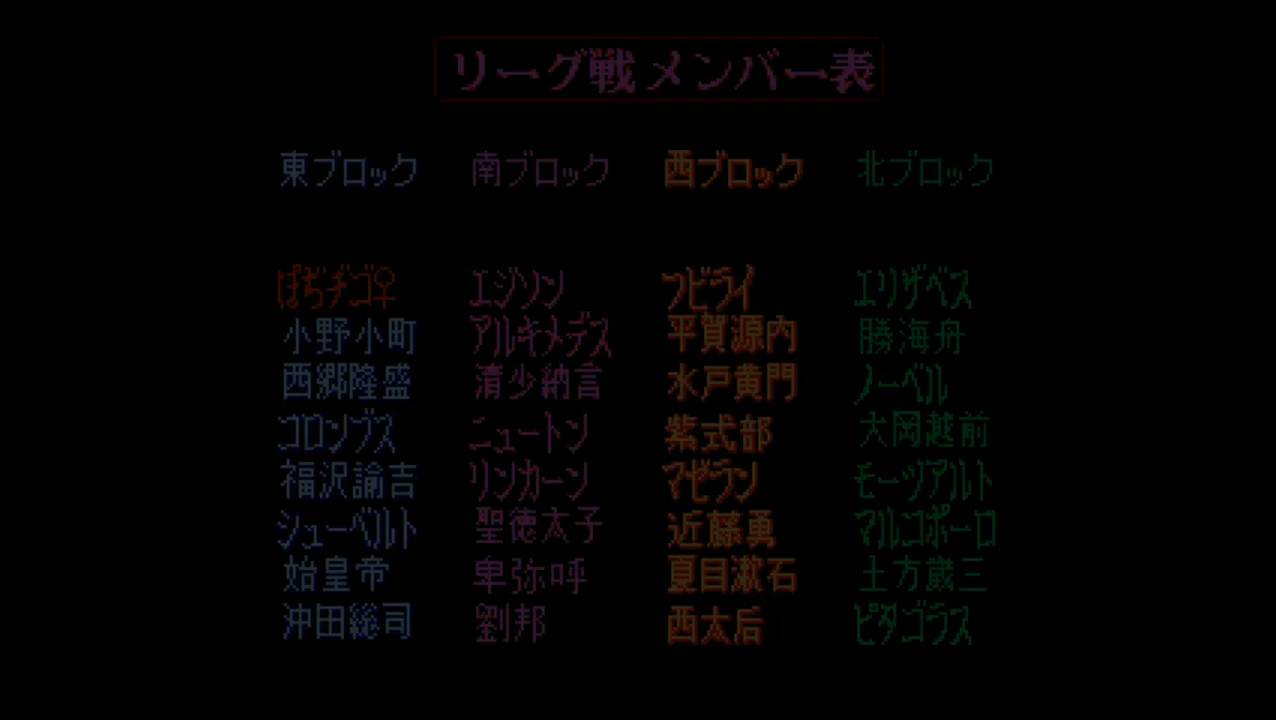 リーグ戦 メンバー表
東ブロック 南ブロック 西ブロック 北ブロック
ぱぢヂゴ♀ エジソン フビライ エリザベス
小野小町 アルキメデス 平賀源内 勝海舟
西郷隆盛 清少納言 水戸黄門 ノーベル
コロンブス ニュートン 紫式部 大岡越前
福沢諭吉 リンカーン マゼラン モーツアルト
シューベルト 聖徳太子 近藤勇 マルコポーロ
始皇帝 卑弥呼 夏目漱石 土方歳三
沖田総司 劉邦 西太后 ピタゴラス